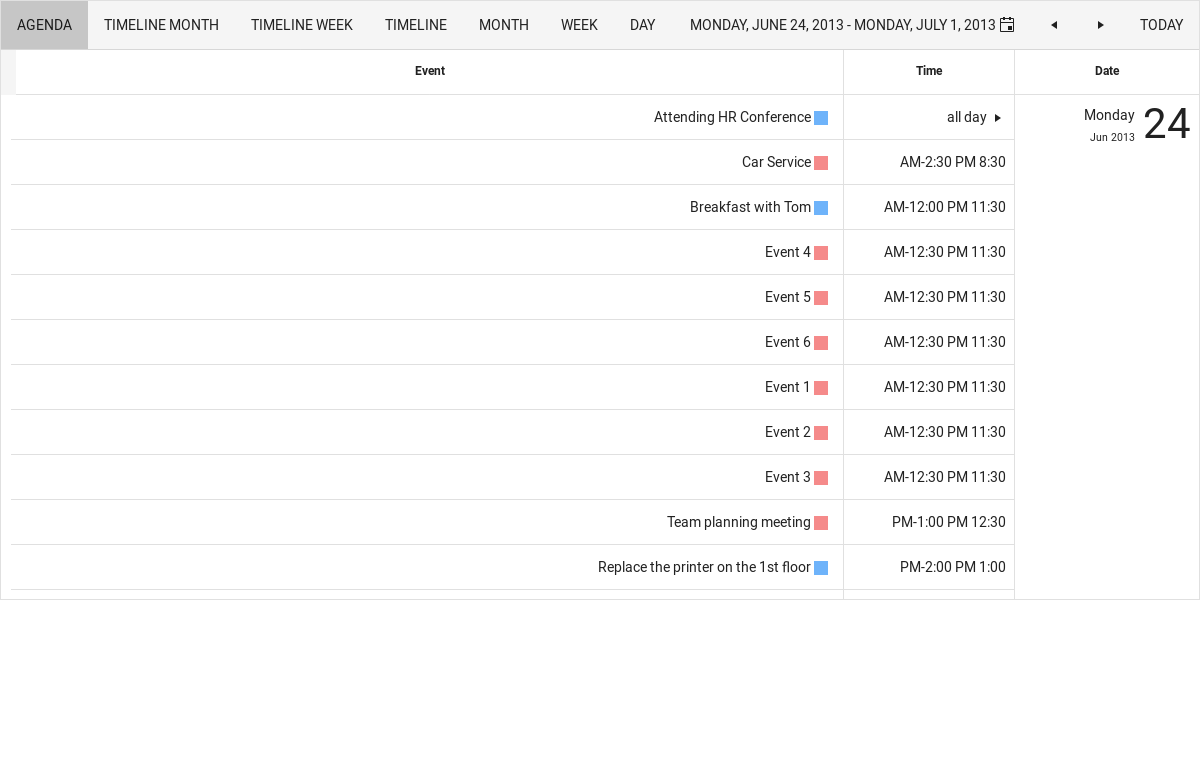 AGENDA TIMELINE MONTH TIMELINE WEEK TIMELINE MONTH WEEK DAY MONDAY, JUNE 24, 2013 - MONDAY, JULY 1, 2013 TODAY
Event Time Date
Attending HR Conference all day Monday 24
Jun 2013
Car Service AM-2:30 PM 8:30
Breakfast with Tom AM-12:00 PM 11:30
Event 4 AM-12:30 PM 11:30
Event 5 AM-12:30 PM 11:30
Event 6 AM-12:30 PM 11:30
Event 1 AM-12:30 PM 11:30
Event 2 AM-12:30 PM 11:30
Event 3 AM-12:30 PM 11:30
Team planning meeting PM-1:00 PM 12:30
Replace the printer on the 1st floor PM-2:00 PM 1:00